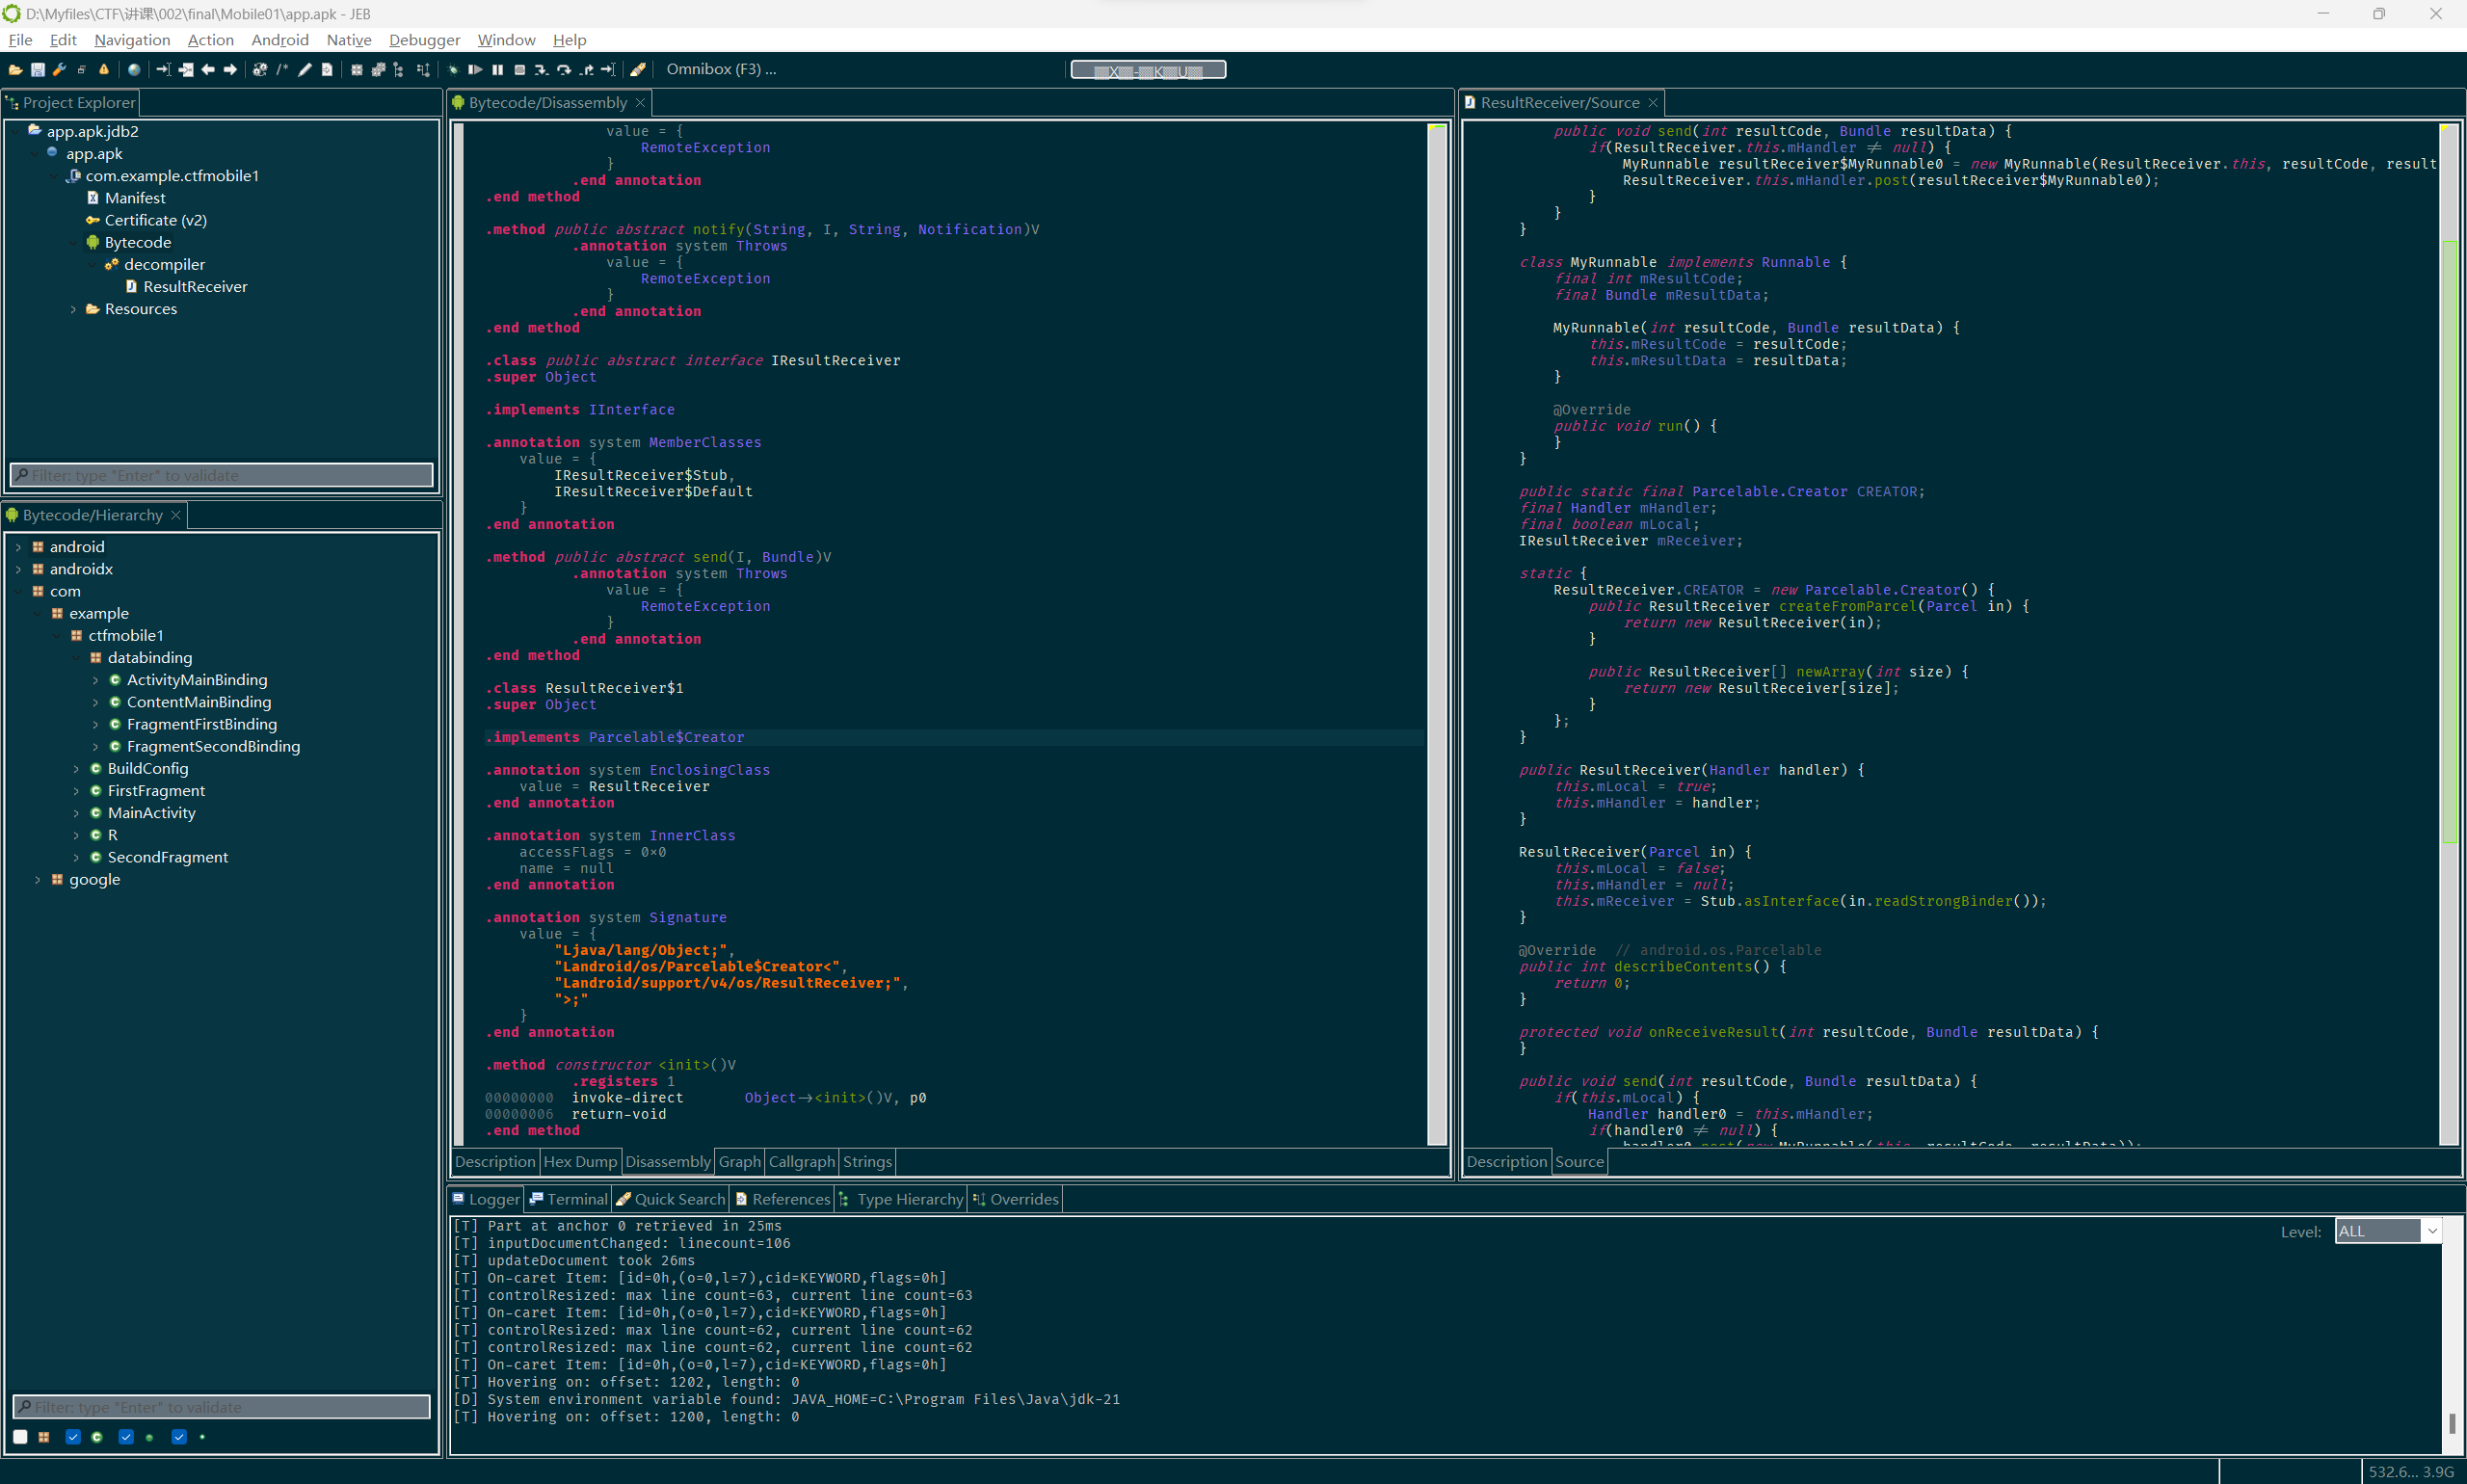 D:\Myfiles\CTF\讲课\002\final\Mobile01\app.apk - JEB
File Edit Navigation Action Android Native Debugger Window Help
Omnibox (F3) ...
Project Explorer
app.apk.jdb2
app.apk
com.example.ctfmobile1
Manifest
Certificate (v2)
Bytecode
decompiler
ResultReceiver
Resources
Filter: type "Enter" to validate
Bytecode/Hierarchy
android
androidx
com
example
ctfmobile1
databinding
ActivityMainBinding
ContentMainBinding
FragmentFirstBinding
FragmentSecondBinding
BuildConfig
FirstFragment
MainActivity
R
SecondFragment
google
Filter: type "Enter" to validate
Bytecode/Disassembly
value = {
RemoteException
}
.end annotation
.end method
.method public abstract notify(String, I, String, Notification)V
.annotation system Throws
value = {
RemoteException
}
.end annotation
.end method
.class public abstract interface IResultReceiver
.super Object
.implements IInterface
.annotation system MemberClasses
value = {
IResultReceiver$Stub,
IResultReceiver$Default
}
.end annotation
.method public abstract send(I, Bundle)V
.annotation system Throws
value = {
RemoteException
}
.end annotation
.end method
.class ResultReceiver$1
.super Object
.implements Parcelable$Creator
.annotation system EnclosingClass
value = ResultReceiver
.end annotation
.annotation system InnerClass
accessFlags = 0×0
name = null
.end annotation
.annotation system Signature
value = {
"Ljava/lang/Object;",
"Landroid/os/Parcelable$Creator<",
"Landroid/support/v4/os/ResultReceiver;",
">;"
}
.end annotation
.method constructor <init>()V
.registers 1
00000000 invoke-direct Object→<init>()V, p0
00000006 return-void
.end method
Description Hex Dump Disassembly Graph Callgraph Strings
ResultReceiver/Source
public void send(int resultCode, Bundle resultData) {
if(ResultReceiver.this.mHandler ≠ null) {
MyRunnable resultReceiver$MyRunnable0 = new MyRunnable(ResultReceiver.this, resultCode, result
ResultReceiver.this.mHandler.post(resultReceiver$MyRunnable0);
}
}
}
class MyRunnable implements Runnable {
final int mResultCode;
final Bundle mResultData;
MyRunnable(int resultCode, Bundle resultData) {
this.mResultCode = resultCode;
this.mResultData = resultData;
}
@Override
public void run() {
}
}
public static final Parcelable.Creator CREATOR;
final Handler mHandler;
final boolean mLocal;
IResultReceiver mReceiver;
static {
ResultReceiver.CREATOR = new Parcelable.Creator() {
public ResultReceiver createFromParcel(Parcel in) {
return new ResultReceiver(in);
}
public ResultReceiver[] newArray(int size) {
return new ResultReceiver[size];
}
};
}
public ResultReceiver(Handler handler) {
this.mLocal = true;
this.mHandler = handler;
}
ResultReceiver(Parcel in) {
this.mLocal = false;
this.mHandler = null;
this.mReceiver = Stub.asInterface(in.readStrongBinder());
}
@Override // android.os.Parcelable
public int describeContents() {
return 0;
}
protected void onReceiveResult(int resultCode, Bundle resultData) {
}
public void send(int resultCode, Bundle resultData) {
if(this.mLocal) {
Handler handler0 = this.mHandler;
if(handler0 ≠ null) {
Description Source
Logger Terminal Quick Search References Type Hierarchy Overrides
[T] Part at anchor 0 retrieved in 25ms
[T] inputDocumentChanged: linecount=106
[T] updateDocument took 26ms
[T] On-caret Item: [id=0h,(o=0,l=7),cid=KEYWORD,flags=0h]
[T] controlResized: max line count=63, current line count=63
[T] On-caret Item: [id=0h,(o=0,l=7),cid=KEYWORD,flags=0h]
[T] controlResized: max line count=62, current line count=62
[T] controlResized: max line count=62, current line count=62
[T] On-caret Item: [id=0h,(o=0,l=7),cid=KEYWORD,flags=0h]
[T] Hovering on: offset: 1202, length: 0
[D] System environment variable found: JAVA_HOME=C:\Program Files\Java\jdk-21
[T] Hovering on: offset: 1200, length: 0
Level: ALL
532.6... 3.9G